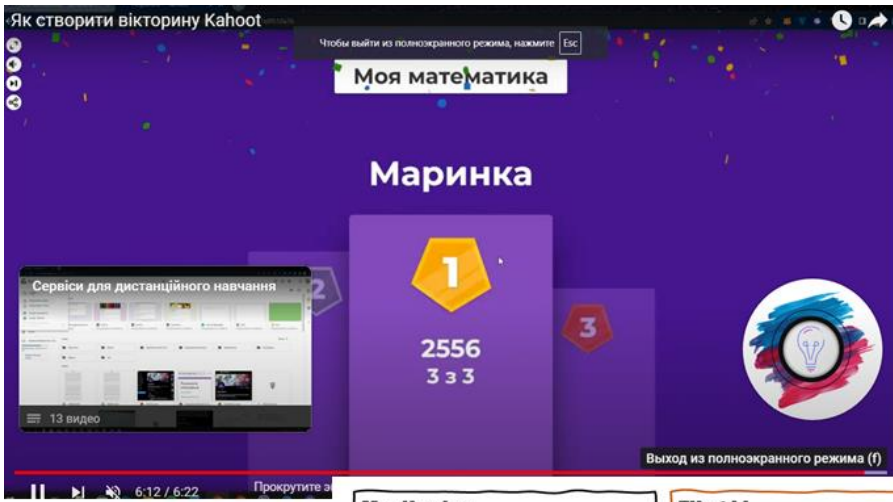 Як створити вікторину Kahoot
Чтобы выйти из полноэкранного режима, нажмите Esc
Моя математика
Маринка
1
2
3
2556
3 з 3
Сервіси для дистанційного навчання
13 видео
Выход из полноэкранного режима (f)
6:12 / 6:22
Прокрутите